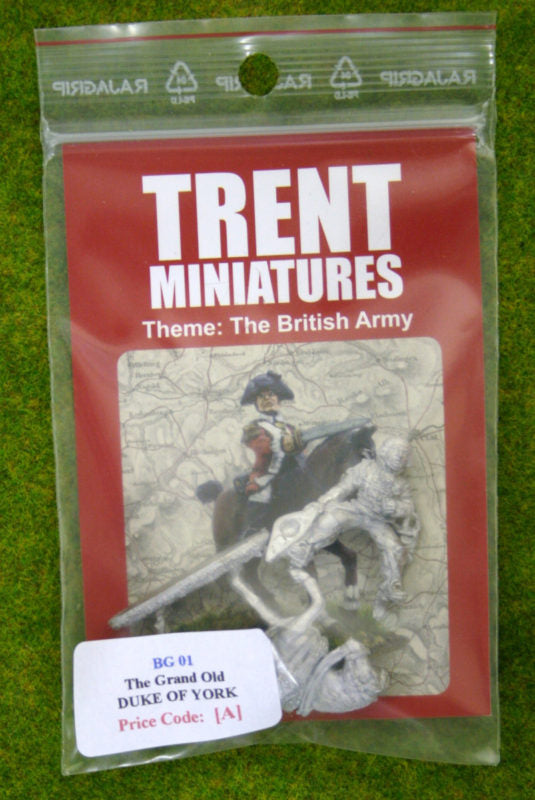 RAJAGRIP
RAJAGRIP
RAJAGRIP
TRENT
MINIATURES
Theme: The British Army
BG 01
The Grand Old
DUKE OF YORK
Price Code: [A]